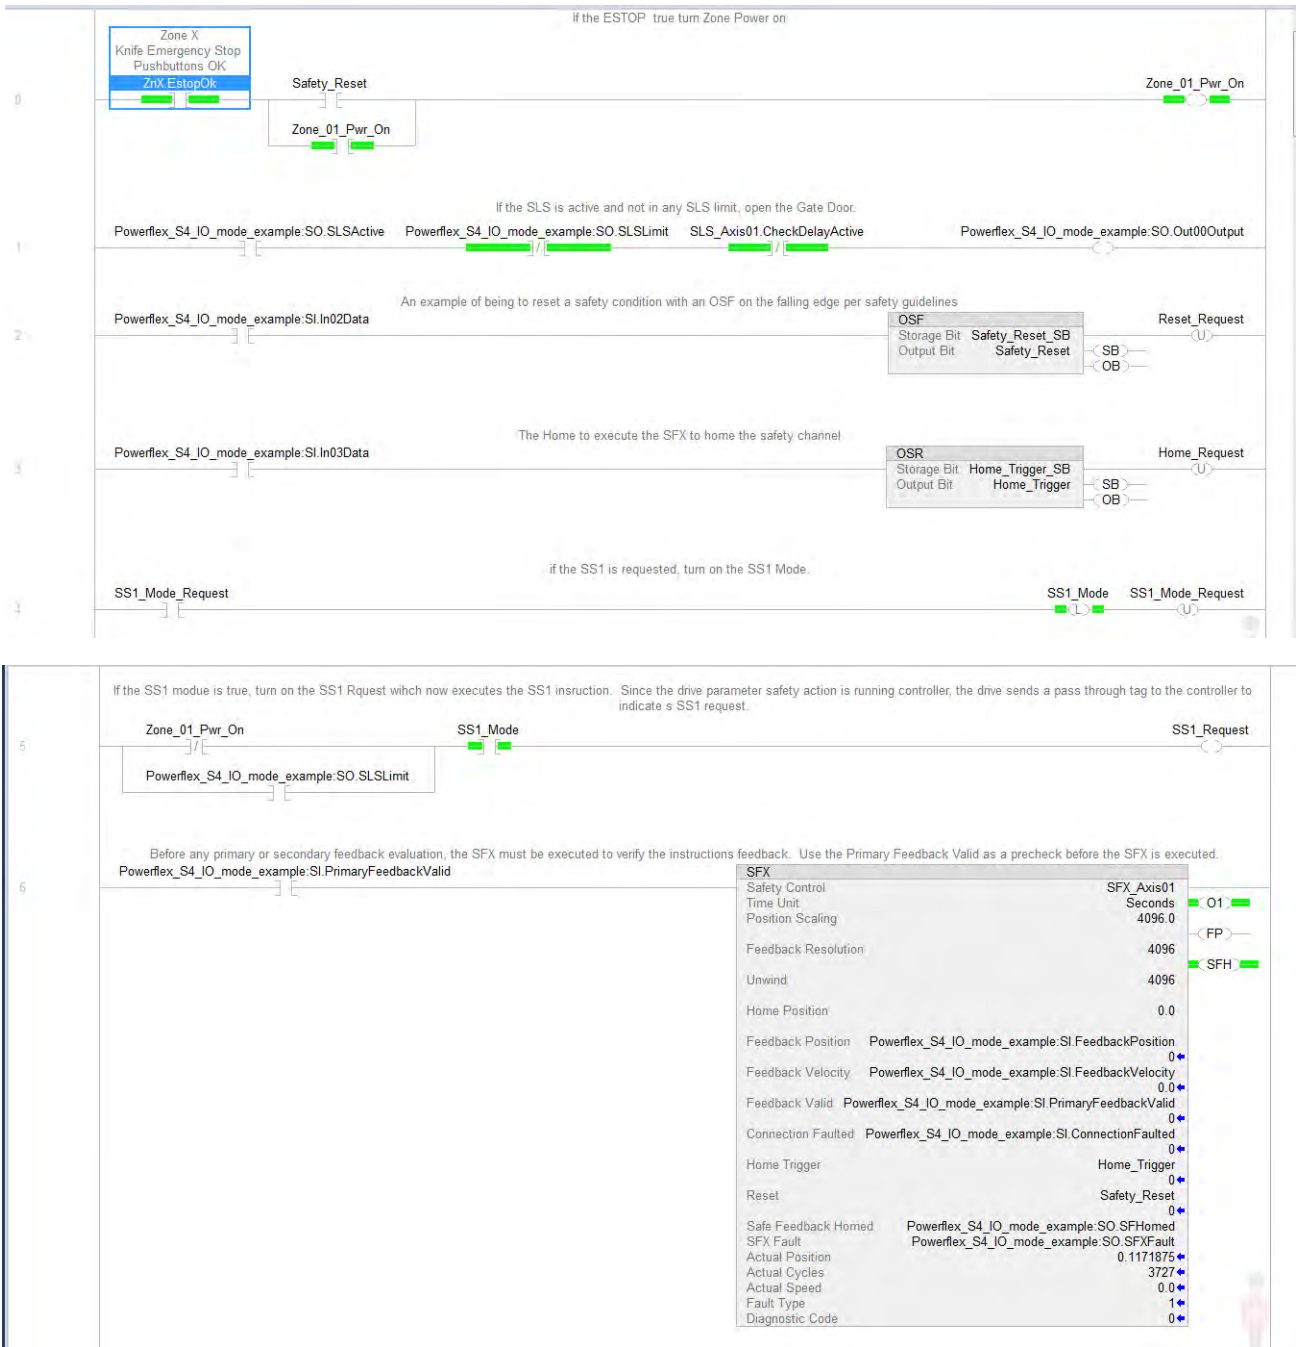 If the ESTOP true turn Zone Power on
Zone X
Knife Emergency Stop
Pushbuttons OK
ZnX.EstopOk
Safety_Reset
Zone_01_Pwr_On
0
Zone_01_Pwr_On
If the SLS is active and not in any SLS limit, open the Gate Door.
Powerflex_S4_IO_mode_example:SO.SLSActive
Powerflex_S4_IO_mode_example:SO.SLSLimit
SLS_Axis01.CheckDelayActive
Powerflex_S4_IO_mode_example:SO.Out00Output
1
An example of being to reset a safety condition with an OSF on the falling edge per safety guidelines
Powerflex_S4_IO_mode_example:SI.In02Data
OSF
Reset_Request
2
Storage Bit Safety_Reset_SB
U
Output Bit Safety_Reset
SB
OB
The Home to execute the SFX to home the safety channel
Powerflex_S4_IO_mode_example:SI.In03Data
OSR
Home_Request
3
Storage Bit Home_Trigger_SB
U
Output Bit Home_Trigger
SB
OB
if the SS1 is requested, turn on the SS1 Mode.
SS1_Mode_Request
SS1_Mode
SS1_Mode_Request
4
L
U
If the SS1 modue is true, turn on the SS1 Rquest wihch now executes the SS1 insruction. Since the drive parameter safety action is running controller, the drive sends a pass through tag to the controller to
indicate s SS1 request.
Zone_01_Pwr_On
SS1_Mode
SS1_Request
5
Powerflex_S4_IO_mode_example:SO.SLSLimit
Before any primary or secondary feedback evaluation, the SFX must be executed to verify the instructions feedback. Use the Primary Feedback Valid as a precheck before the SFX is executed.
Powerflex_S4_IO_mode_example:SI.PrimaryFeedbackValid
6
SFX
Safety Control SFX_Axis01
Time Unit Seconds
O1
Position Scaling 4096.0
FP
Feedback Resolution 4096
SFH
Unwind 4096
Home Position 0.0
Feedback Position Powerflex_S4_IO_mode_example:SI.FeedbackPosition
0
Feedback Velocity Powerflex_S4_IO_mode_example:SI.FeedbackVelocity
0.0
Feedback Valid Powerflex_S4_IO_mode_example:SI.PrimaryFeedbackValid
0
Connection Faulted Powerflex_S4_IO_mode_example:SI.ConnectionFaulted
0
Home Trigger Home_Trigger
0
Reset Safety_Reset
0
Safe Feedback Homed Powerflex_S4_IO_mode_example:SO.SFHomed
SFX Fault Powerflex_S4_IO_mode_example:SO.SFXFault
Actual Position 0.1171875
Actual Cycles 3727
Actual Speed 0.0
Fault Type 1
Diagnostic Code 0